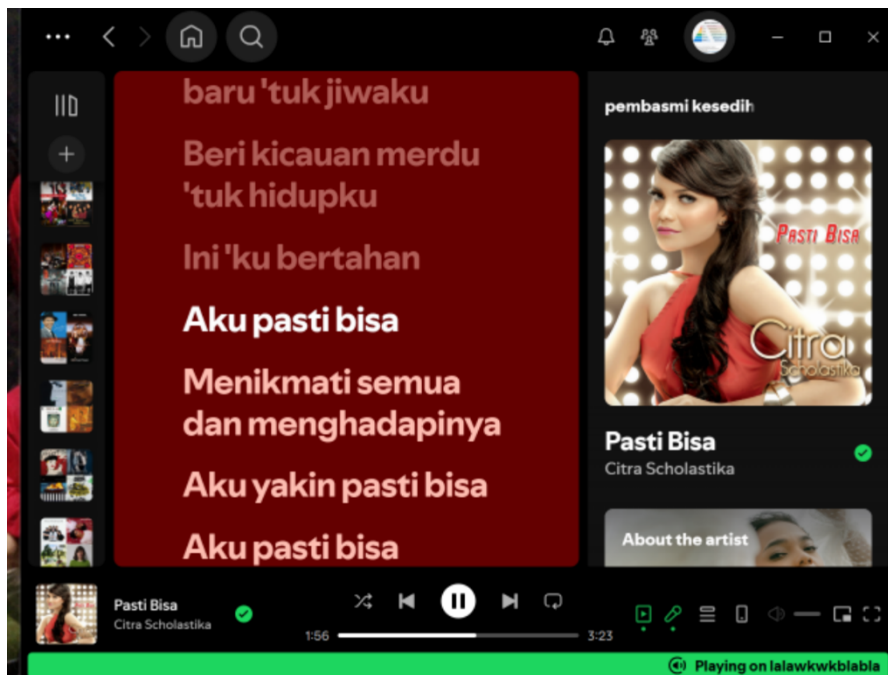 baru 'tuk jiwaku
Beri kicauan merdu
'tuk hidupku
Ini 'ku bertahan
Aku pasti bisa
Menikmati semua
dan menghadapinya
Aku yakin pasti bisa
Aku pasti bisa
pembasmi kesedih
PASTI BISA
Citra
Scholastika
Pasti Bisa
Citra Scholastika
About the artist
Pasti Bisa
Citra Scholastika
1:56
3:23
Playing on lalawkwkblabla